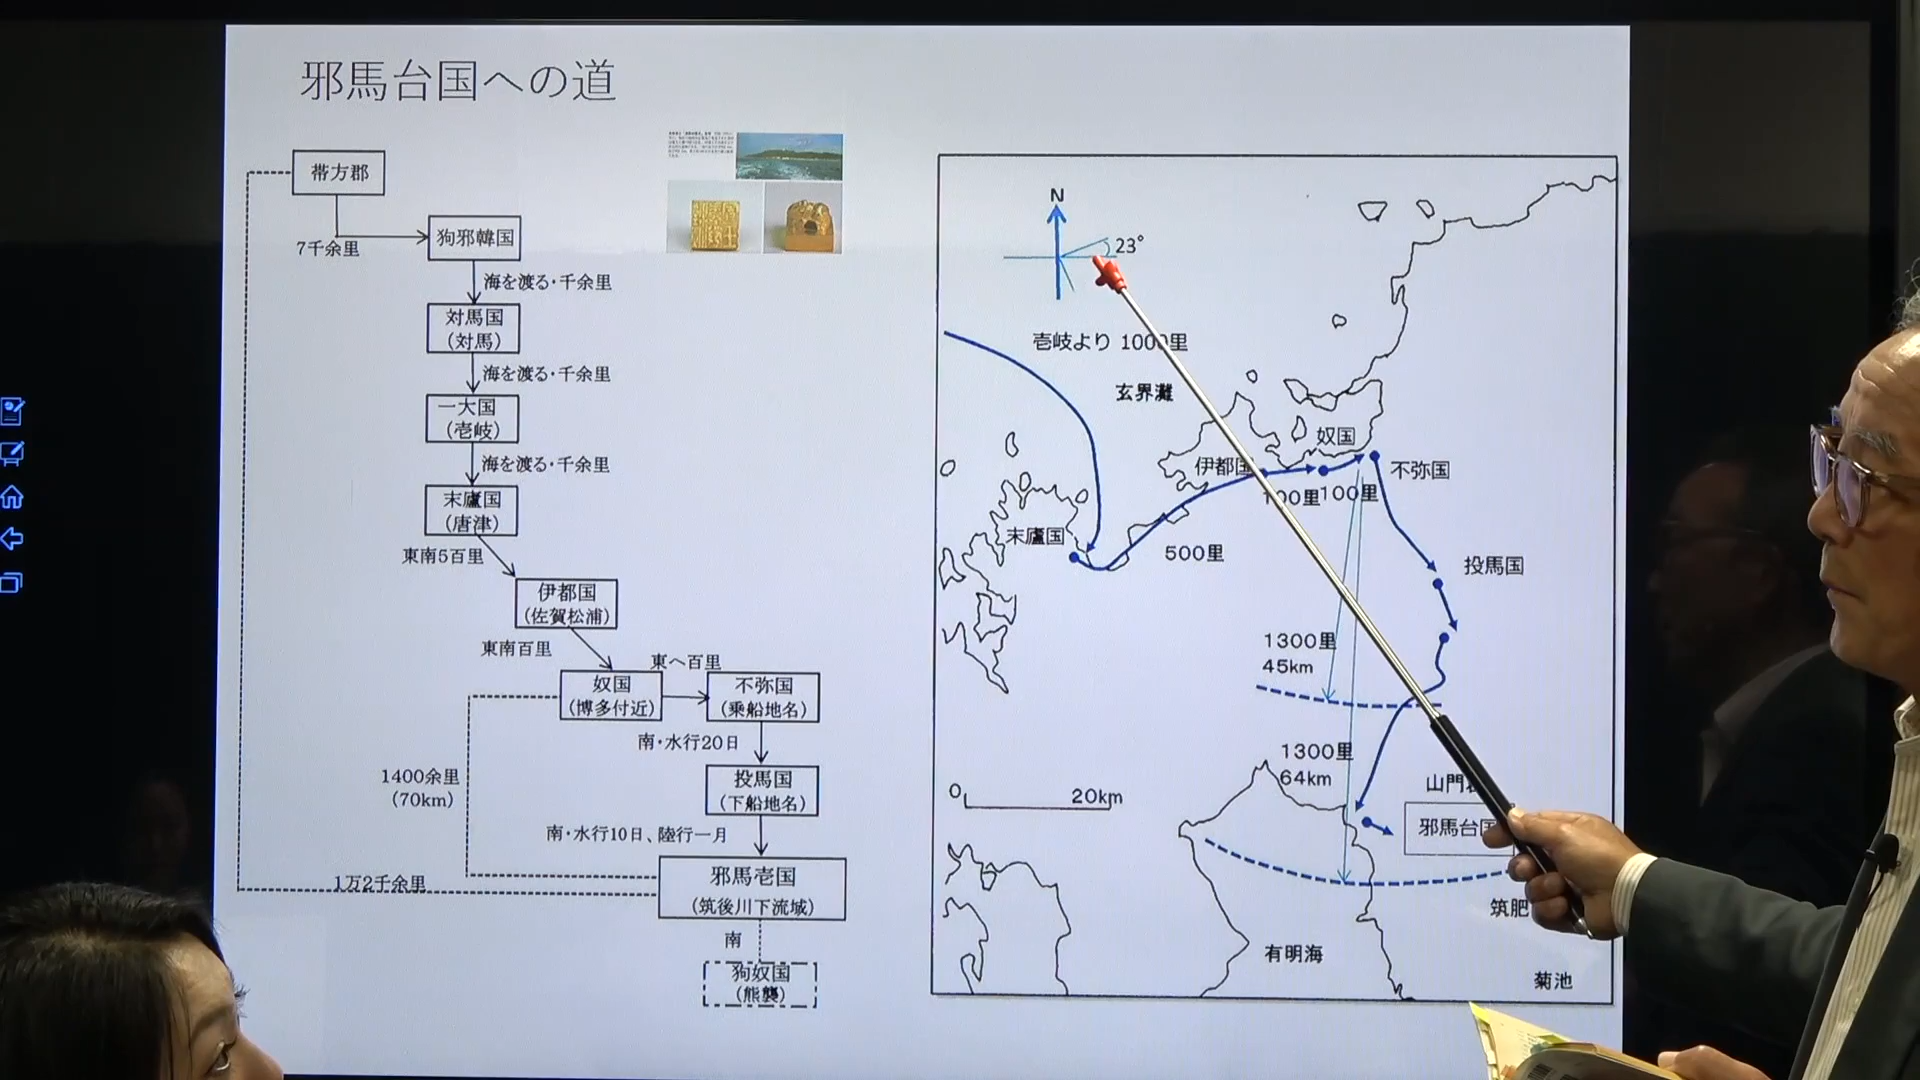 邪馬台国への道
帯方郡
7千余里
狗邪韓国
海を渡る・千余里
対馬国
(対馬)
海を渡る・千余里
一大国
(壱岐)
海を渡る・千余里
末廬国
(唐津)
東南5百里
伊都国
(佐賀松浦)
東南百里
奴国
(博多付近)
東へ百里
不弥国
(乗船地名)
南・水行20日
投馬国
(下船地名)
1400余里
(70km)
南・水行10日、陸行一月
邪馬壱国
(筑後川下流域)
1万2千余里
南
狗奴国
(熊襲)
N
23°
壱岐より 1000里
玄界灘
奴国
伊都国
不弥国
100里
100里
末廬国
500里
投馬国
1300里
45km
1300里
64km
0
20km
山門
邪馬台国
筑肥
有明海
菊池